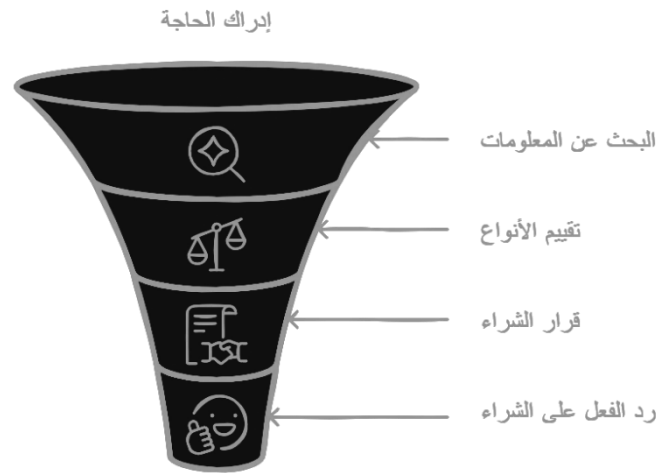 إدراك الحاجة
البحث عن المعلومات
تقييم الأنواع
قرار الشراء
رد الفعل على الشراء